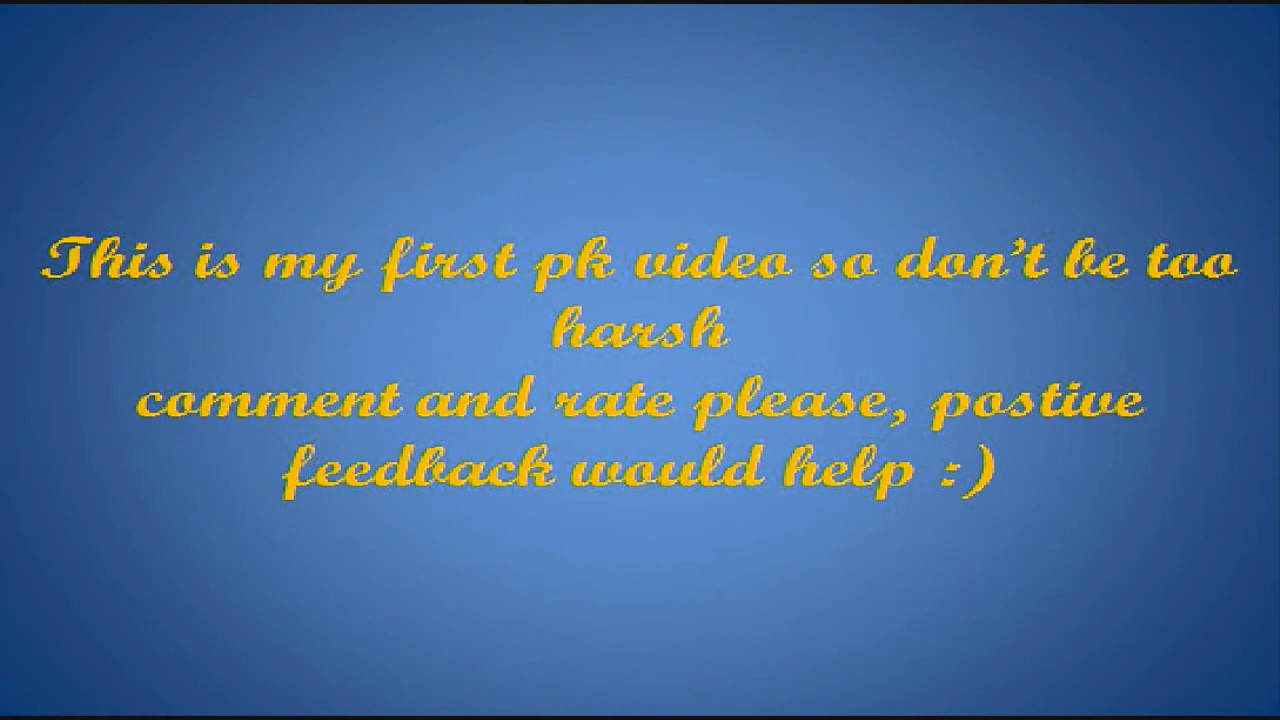 This is my first pk video so don't be too
harsh
comment and rate please, postive
feedback would help :)